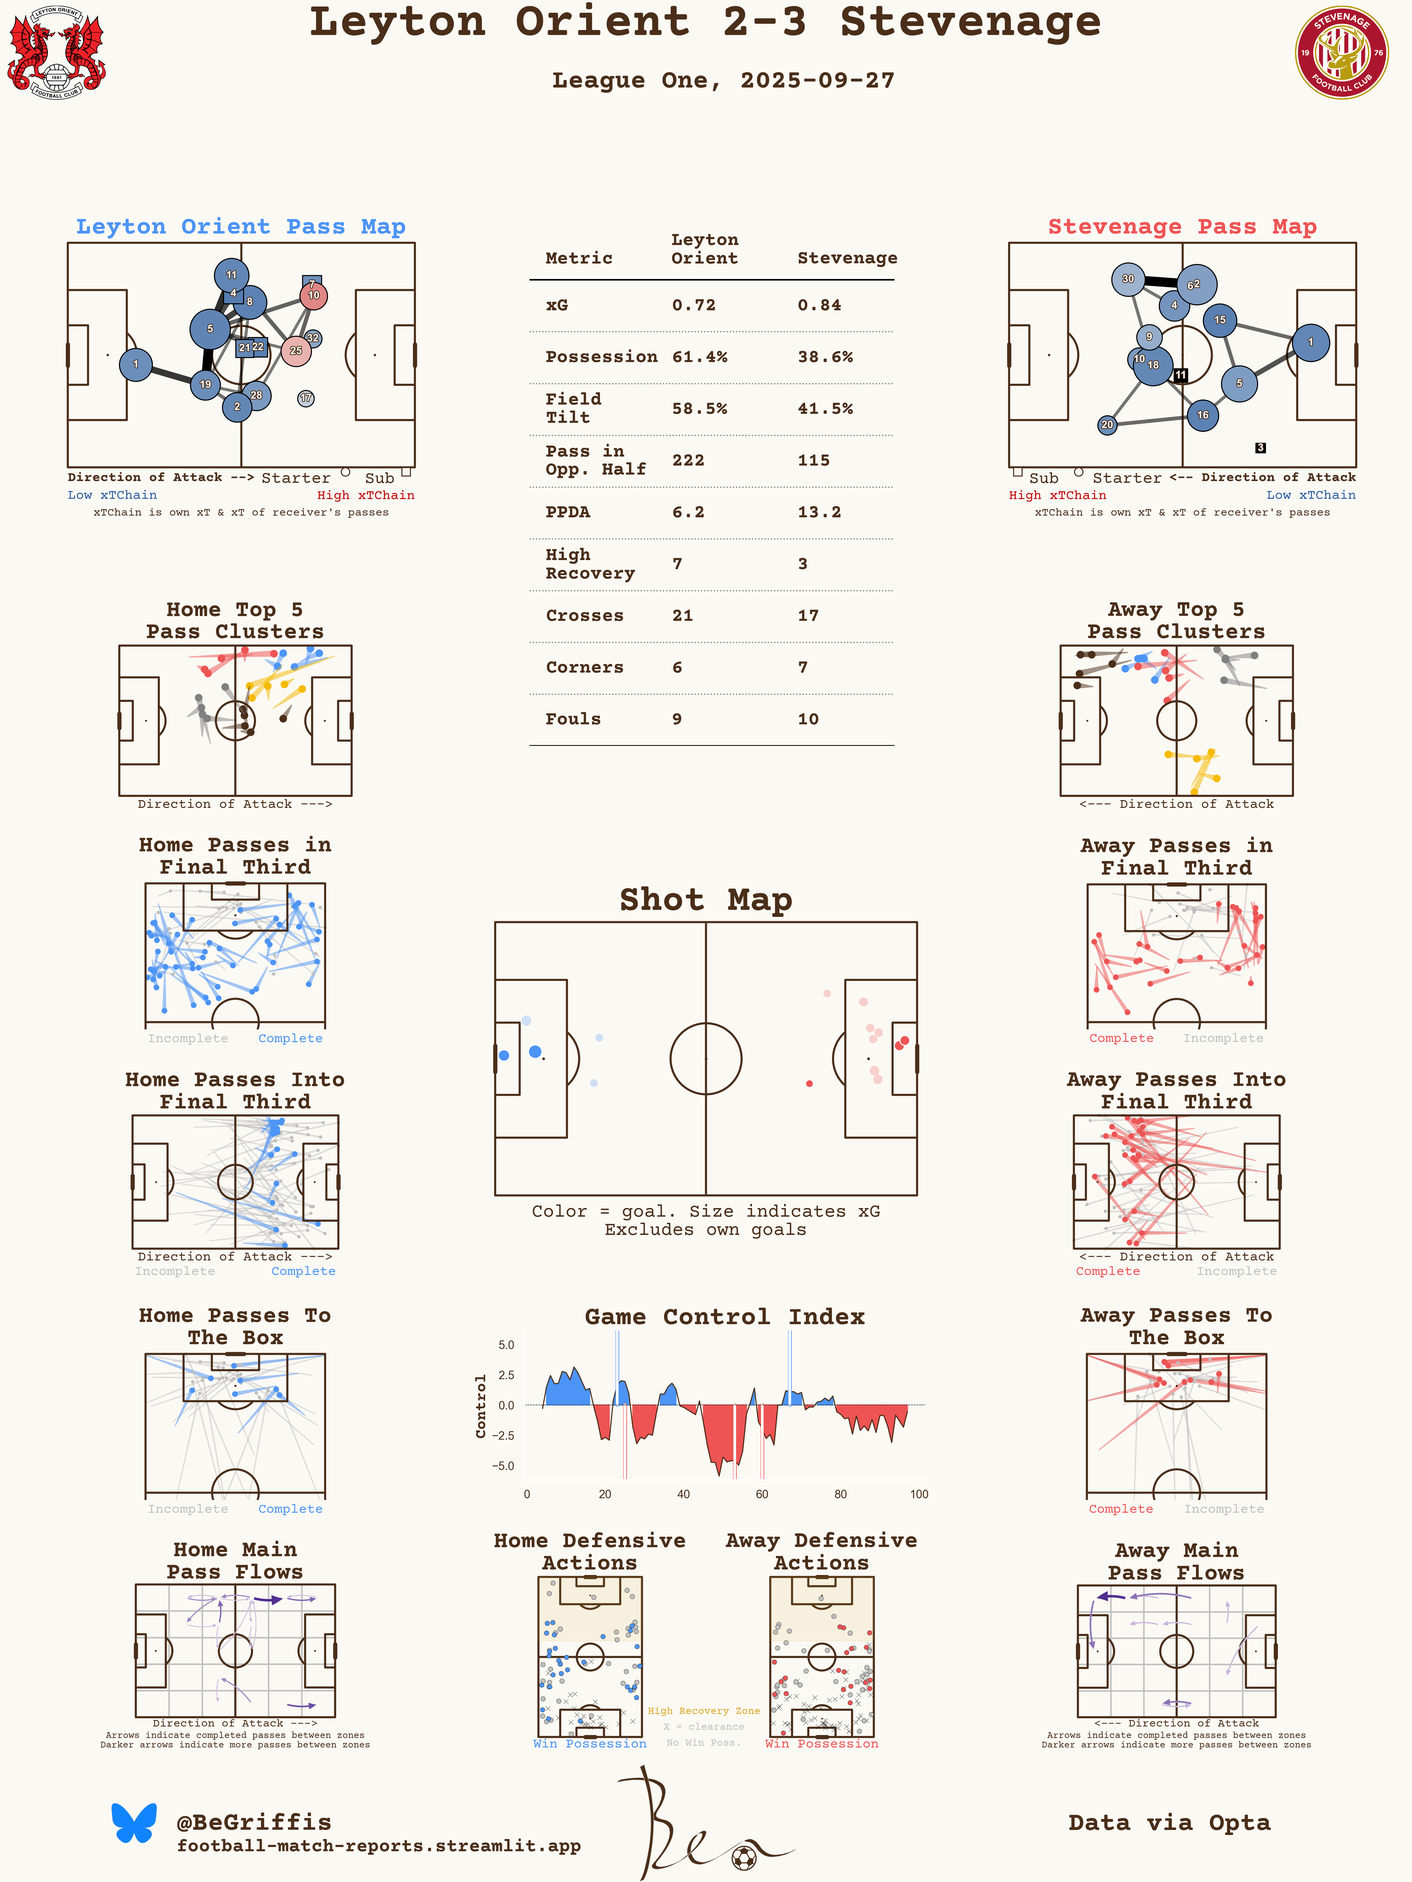 Leyton Orient 2-3 Stevenage
League One, 2025-09-27
LEYTON ORIENT
1881
FOOTBALL CLUB
STEVENAGE
19 76
FOOTBALL CLUB
Leyton Orient Pass Map
11
4
8
7
10
5
32
21
22
25
1
19
28
2
17
Direction of Attack --> Starter Sub
Low xTChain High xTChain
xTChain is own xT & xT of receiver's passes
Metric Leyton Orient Stevenage
xG 0.72 0.84
Possession 61.4% 38.6%
Field Tilt 58.5% 41.5%
Pass in Opp. Half 222 115
PPDA 6.2 13.2
High Recovery 7 3
Crosses 21 17
Corners 6 7
Fouls 9 10
Stevenage Pass Map
30
6
2
4
15
9
1
10
18
11
5
16
20
3
Sub Starter <-- Direction of Attack
High xTChain Low xTChain
xTChain is own xT & xT of receiver's passes
Home Top 5
Pass Clusters
Direction of Attack --->
Away Top 5
Pass Clusters
<--- Direction of Attack
Home Passes in
Final Third
Incomplete Complete
Away Passes in
Final Third
Complete Incomplete
Shot Map
Color = goal. Size indicates xG
Excludes own goals
Home Passes Into
Final Third
Direction of Attack --->
Incomplete Complete
Away Passes Into
Final Third
<--- Direction of Attack
Complete Incomplete
Home Passes To
The Box
Incomplete Complete
Game Control Index
Control
5.0
2.5
0.0
−2.5
−5.0
0 20 40 60 80 100
Away Passes To
The Box
Complete Incomplete
Home Main
Pass Flows
Direction of Attack --->
Arrows indicate completed passes between zones
Darker arrows indicate more passes between zones
Home Defensive
Actions
Win Possession
Away Defensive
Actions
Win Possession
High Recovery Zone
X = clearance
No Win Poss.
Away Main
Pass Flows
<--- Direction of Attack
Arrows indicate completed passes between zones
Darker arrows indicate more passes between zones
@BeGriffis
football-match-reports.streamlit.app
Ben
Data via Opta